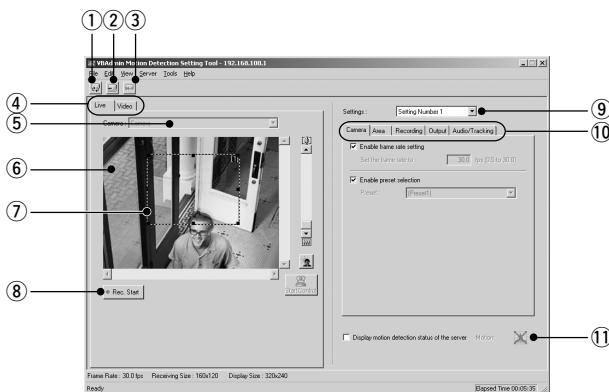 ① ② ③
VBAdmin Motion Detection Setting Tool - 192.168.100.1
File Edit View Server Tools Help
④ Live Video
⑤ Camera : Camera
⑥
⑦
⑧ Rec. Start
Start Control
Settings : Setting Number 1 ⑨
Camera Area Recording Output Audio/Tracking ⑩
Enable frame rate setting
Set the frame rate to : 30.0 fps (0.5 to 30.0)
Enable preset selection
Preset : (Preset1)
Display motion detection status of the server Motion: ⑪
Frame Rate : 30.0 fps Receiving Size : 160x120 Display Size : 320x240
Ready Elapsed Time 00:05:35